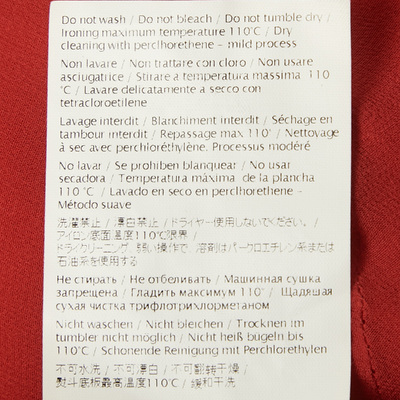 Do not wash / Do not bleach / Do not tumble dry /
Ironing maximum temperature 110°C / Dry
cleaning with perclhorethene - mild process
Non lavare / Non trattare con cloro / Non usare
asciugatrice / Stirare a temperatura massima 110
°C / Lavare delicatamente a secco con
tetracloroetilene
Lavage interdit / Blanchiment interdit / Séchage en
tambour interdit / Repassage max 110° / Nettoyage
à sec avec perchloréthylène. Processus modéré
No lavar / Se prohiben blanquear / No usar
secadora / Temperatura máxima de la plancha
110 °C / Lavado en seco en perclhorethene -
Método suave
洗濯禁止 / 漂白禁止 / ドライヤー使用しないでください。 /
アイロン底面温度110℃限界 /
ドライクリーニング、弱い操作で、溶剤はパークロエチレン系または
石油系を使用する
Не стирать / Не отбеливать / Машинная сушка
запрещена / Гладить максимум 110° / Щадяшая
сухая чистка трифлотрихлорметаном
Nicht waschen / Nicht bleichen / Trocknen im
tumbler nicht möglich / Nicht heiß bügeln bis
110°C / Schonende Reinigung mit Perchlorethylen
不可水洗 / 不可漂白 / 不可翻转干燥 /
熨斗底板最高温度110℃ / 缓和干洗